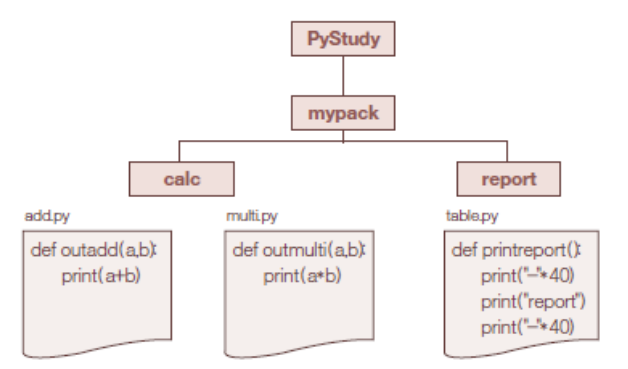 PyStudy
mypack
calc
report
add.py
def outadd(a,b):
print(a+b)
multi.py
def outmulti(a,b):
print(a*b)
table.py
def printreport():
print("-"*40)
print("report")
print("-"*40)